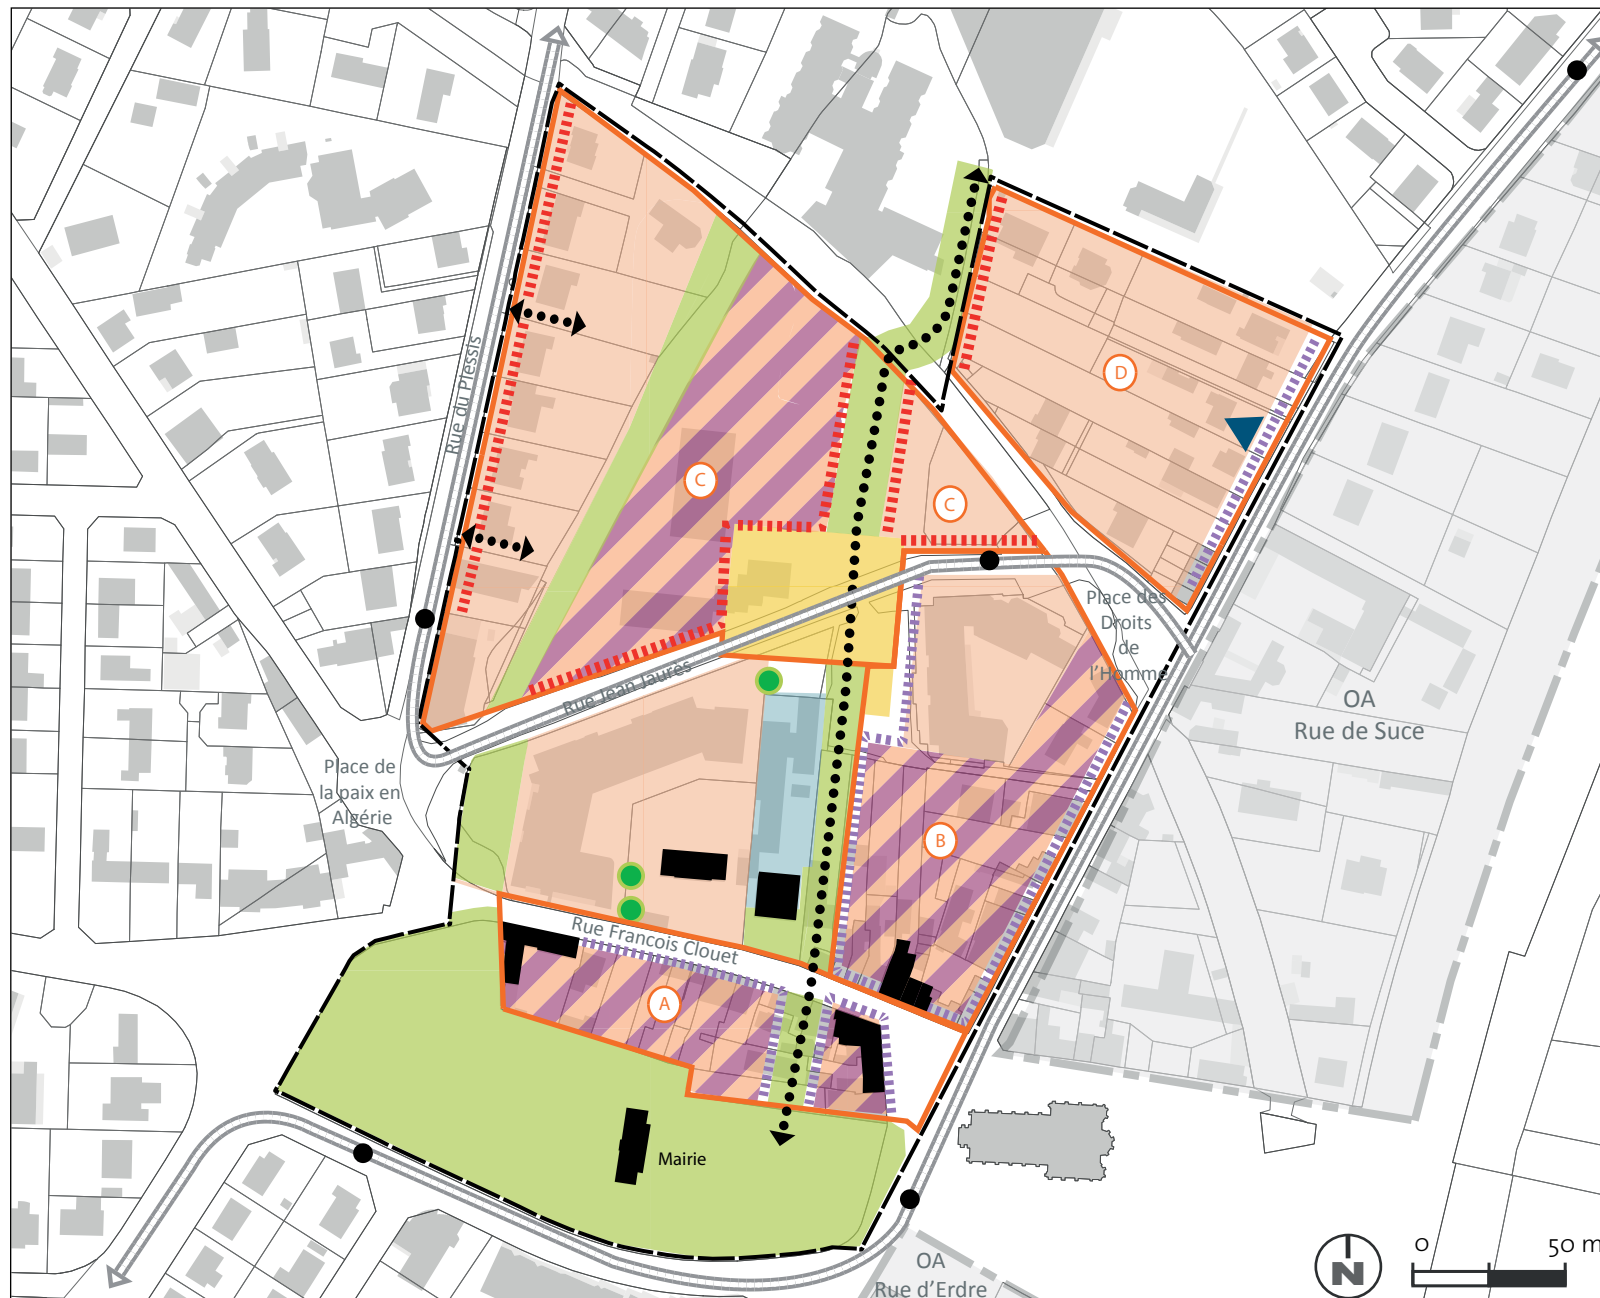 Rue du Plessis
D
C
C
Place des
Droits
de
l'Homme
Rue Jean Jaurès
OA
Rue de Suce
Place de
la paix en
Algérie
B
Rue Francois Clouet
A
Mairie
OA
Rue d'Erdre
N
0 50 m